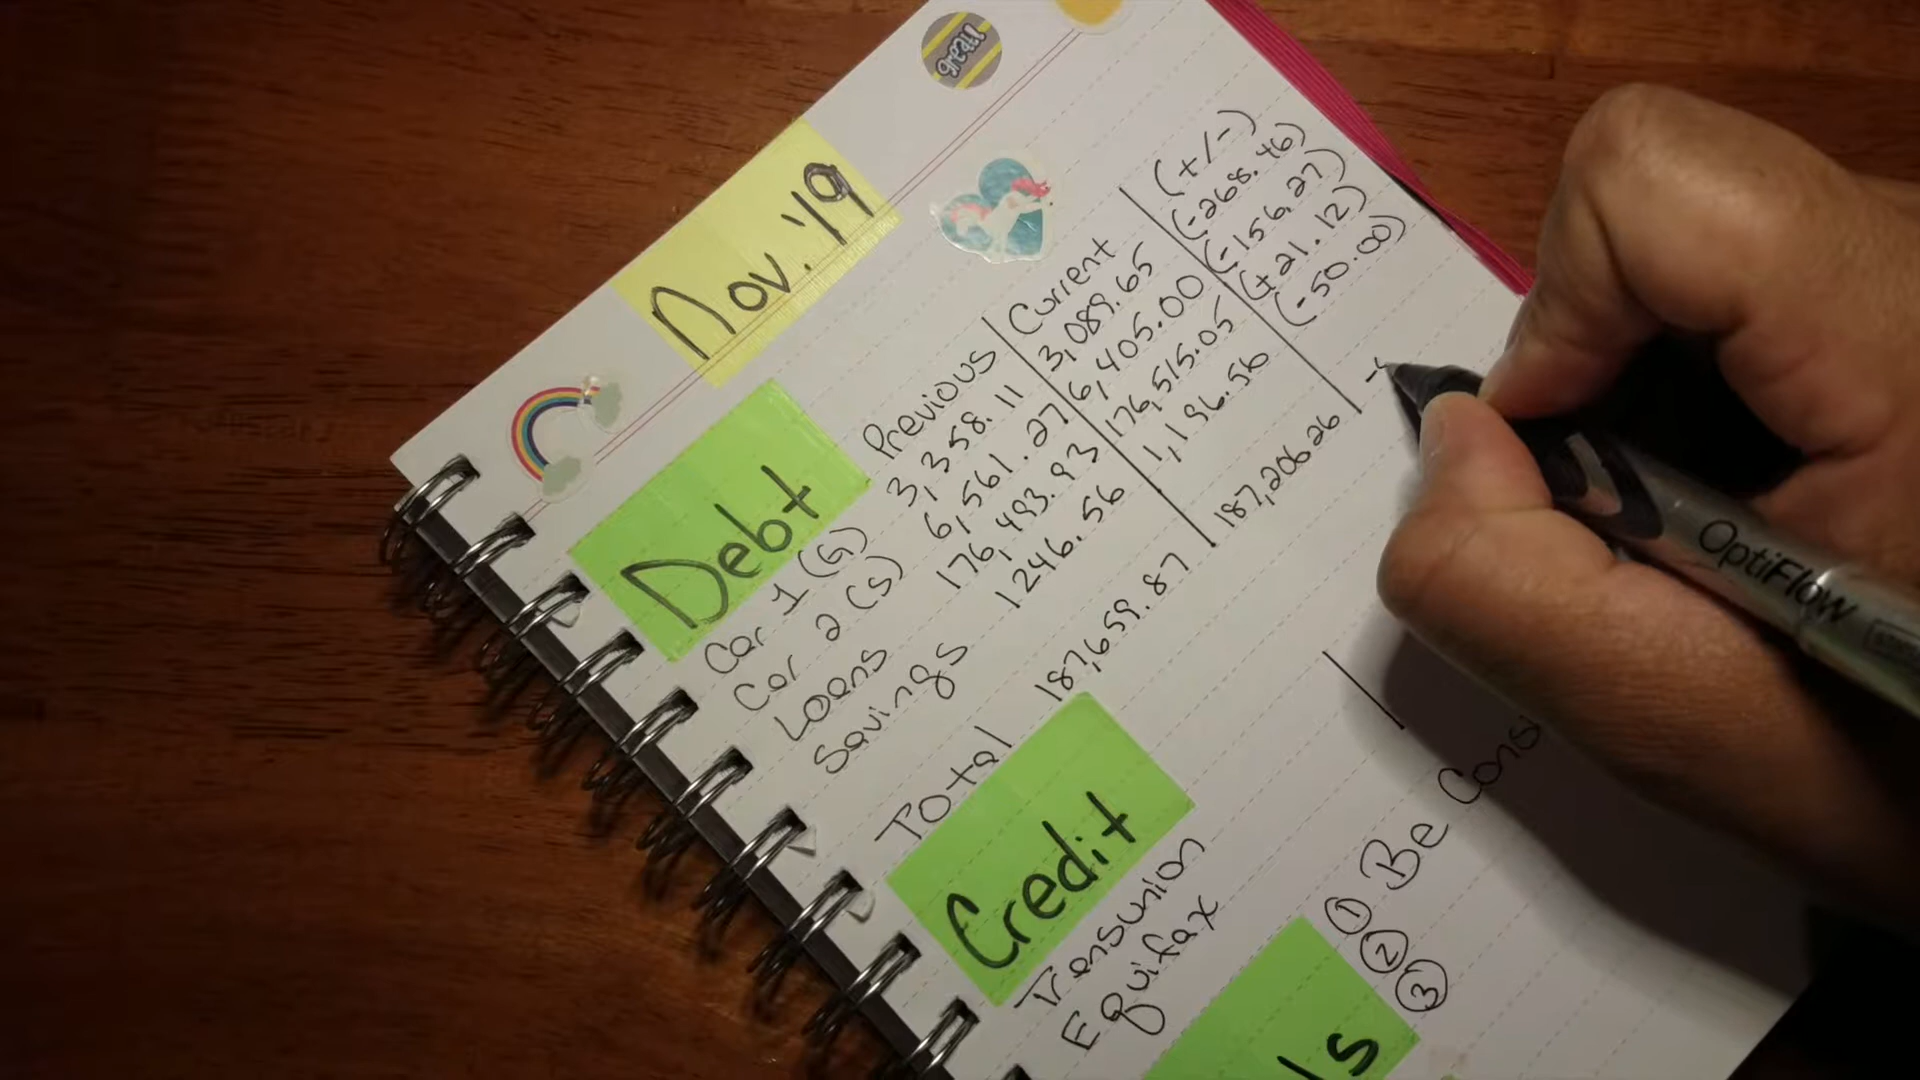 great!
Nov. '19
Debt Previous Current (+/-)
Car 1 (G) 3,358.11 3,089.65 (-268.46)
Car 2 (S) 6,561.27 6,405.00 (-156.27)
Loans 176,493.93 176,515.05 (+21.12)
Savings 1246.56 1,196.56 (-50.00)
Total 187,659.87 187,206.26 -
Credit
Transunion
Equifax
① Be Cons
②
③
ls
OptiFlow